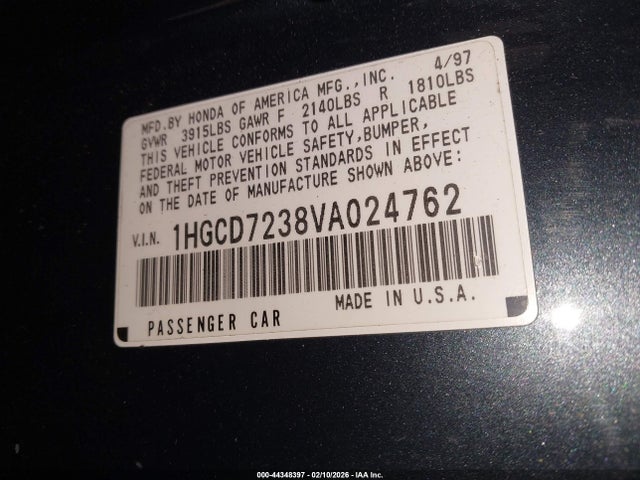 MFD.BY HONDA OF AMERICA MFG.,INC. 4/97
GVWR 3915LBS GAWR F 2140LBS R 1810LBS
THIS VEHICLE CONFORMS TO ALL APPLICABLE
FEDERAL MOTOR VEHICLE SAFETY,BUMPER,
AND THEFT PREVENTION STANDARDS IN EFFECT
ON THE DATE OF MANUFACTURE SHOWN ABOVE:
V.I.N. 1HGCD7238VA024762
PASSENGER CAR MADE IN U.S.A.
000-44348397 - 02/10/2026 - IAA Inc.